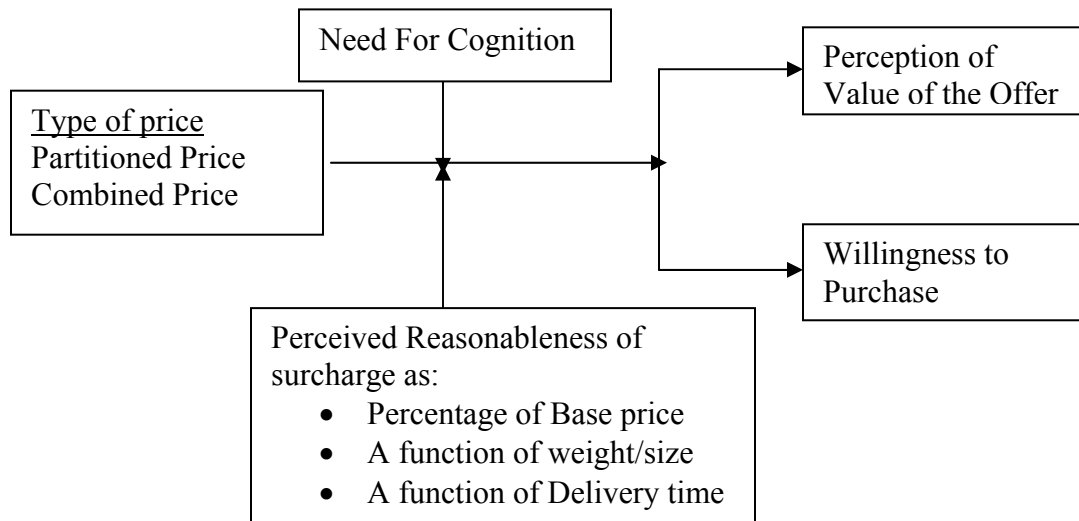 Need For Cognition
Perception of
Value of the Offer
Type of price
Partitioned Price
Combined Price
Willingness to
Purchase
Perceived Reasonableness of
surcharge as:
• Percentage of Base price
• A function of weight/size
• A function of Delivery time